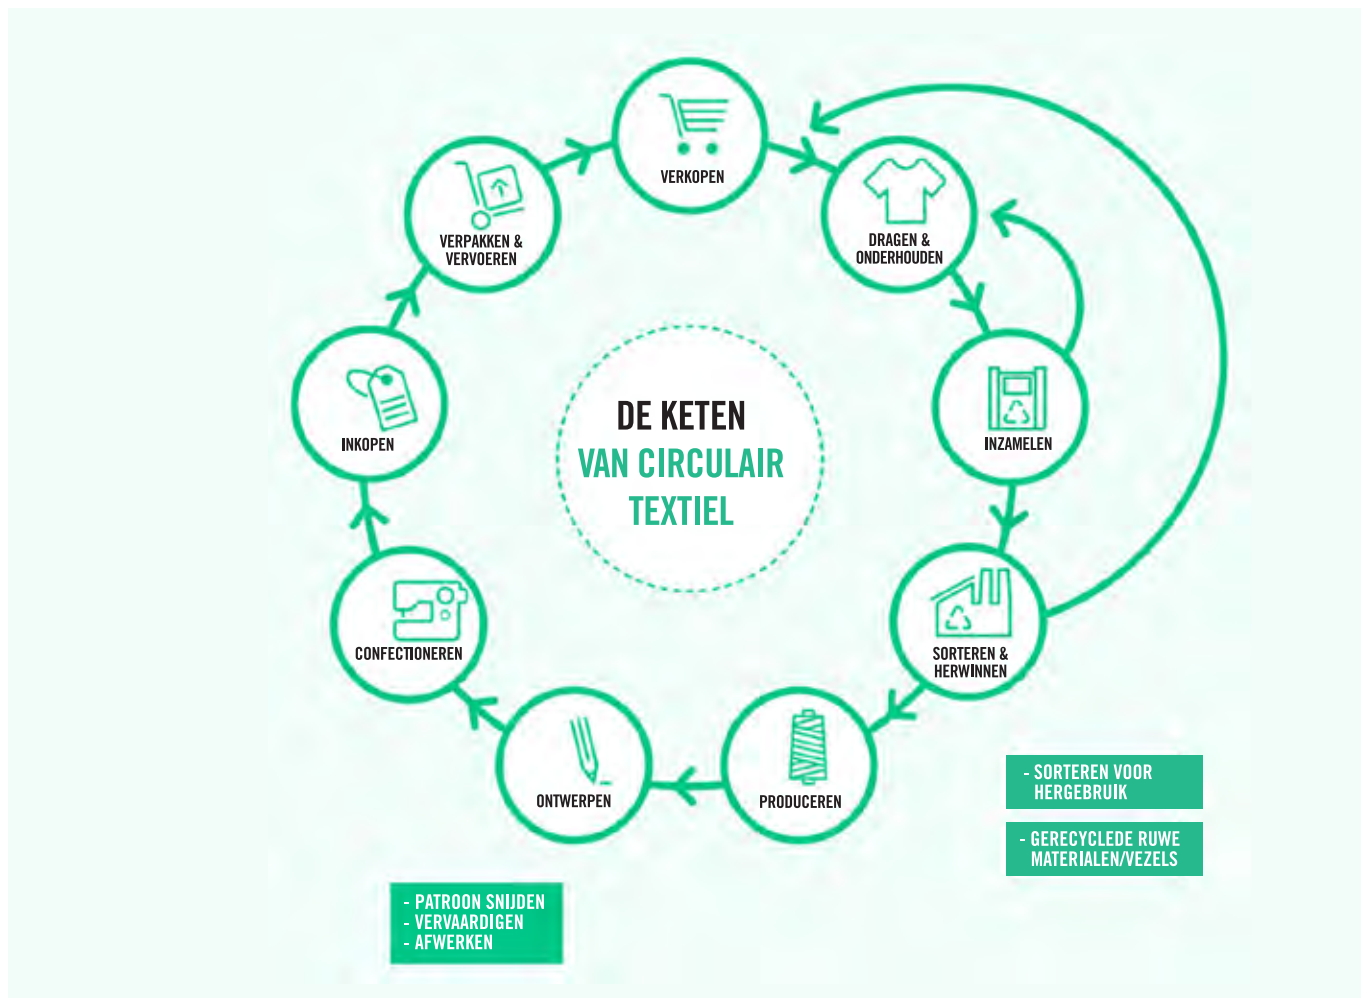 VERKOPEN
DRAGEN &
ONDERHOUDEN
INZAMELEN
SORTEREN &
HERWINNEN
PRODUCEREN
ONTWERPEN
CONFECTIONEREN
INKOPEN
VERPAKKEN &
VERVOEREN
DE KETEN
VAN CIRCULAIR
TEXTIEL
- SORTEREN VOOR
HERGEBRUIK
- GERECYCLEDE RUWE
MATERIALEN/VEZELS
- PATROON SNIJDEN
- VERVAARDIGEN
- AFWERKEN